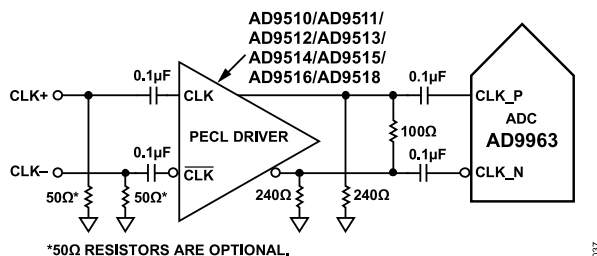 AD9510/AD9511/
AD9512/AD9513/
AD9514/AD9515/
AD9516/AD9518
0.1µF
0.1µF
CLK+
CLK
CLK_P
ADC
AD9963
PECL DRIVER
100Ω
0.1µF
0.1µF
CLK–
CLK
CLK_N
50Ω*
50Ω*
240Ω
240Ω
*50Ω RESISTORS ARE OPTIONAL.